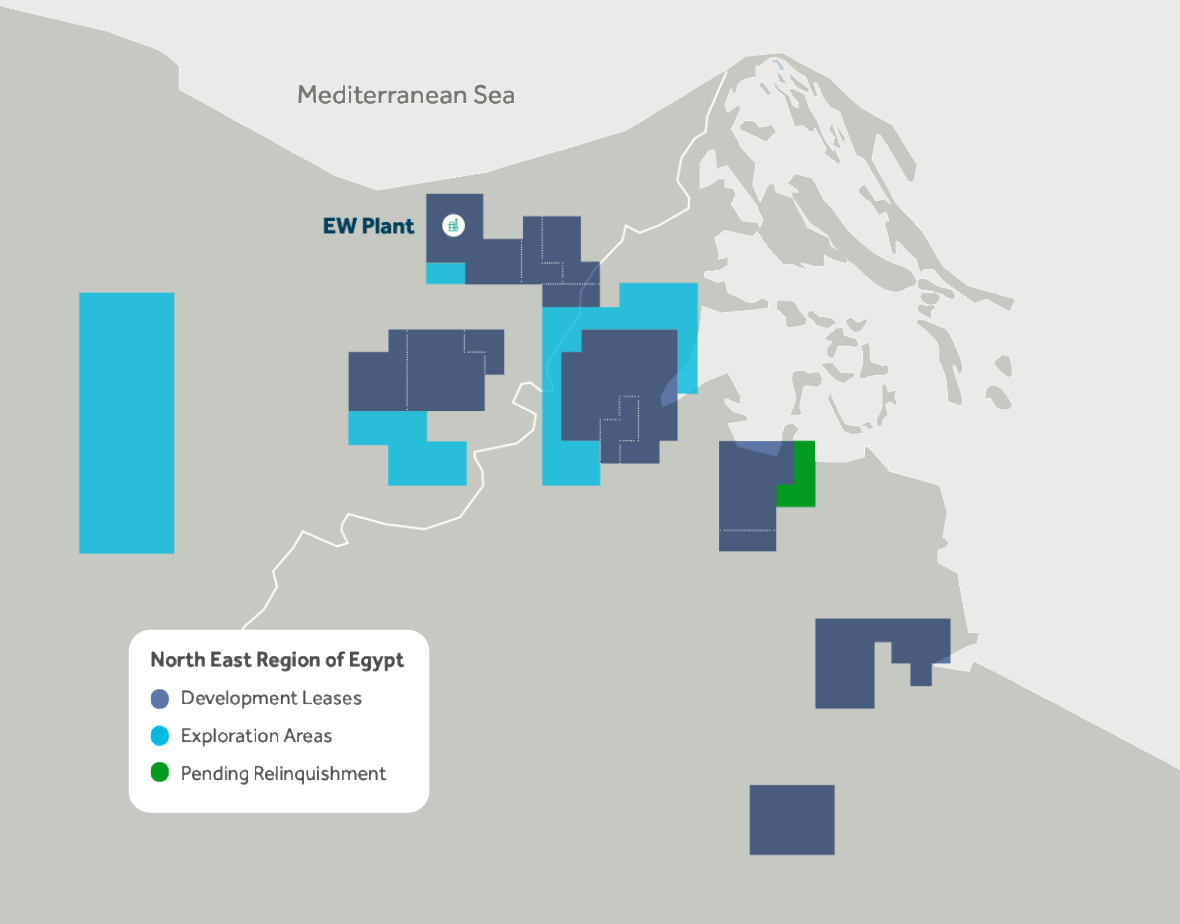 Mediterranean Sea
EW Plant
North East Region of Egypt
Development Leases
Exploration Areas
Pending Relinquishment